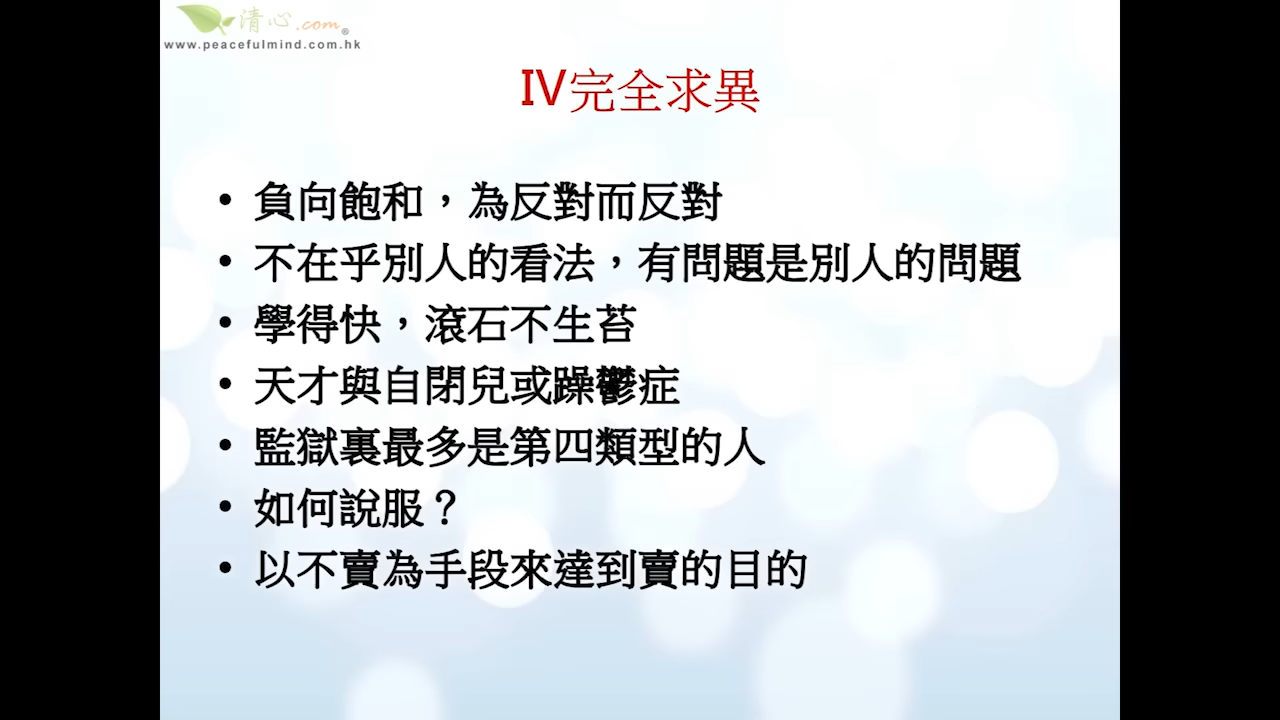 清心.com®
www.peacefulmind.com.hk
IV完全求異
• 負向飽和，為反對而反對
• 不在乎別人的看法，有問題是別人的問題
• 學得快，滾石不生苔
• 天才與自閉兒或躁鬱症
• 監獄裏最多是第四類型的人
• 如何說服？
• 以不賣為手段來達到賣的目的